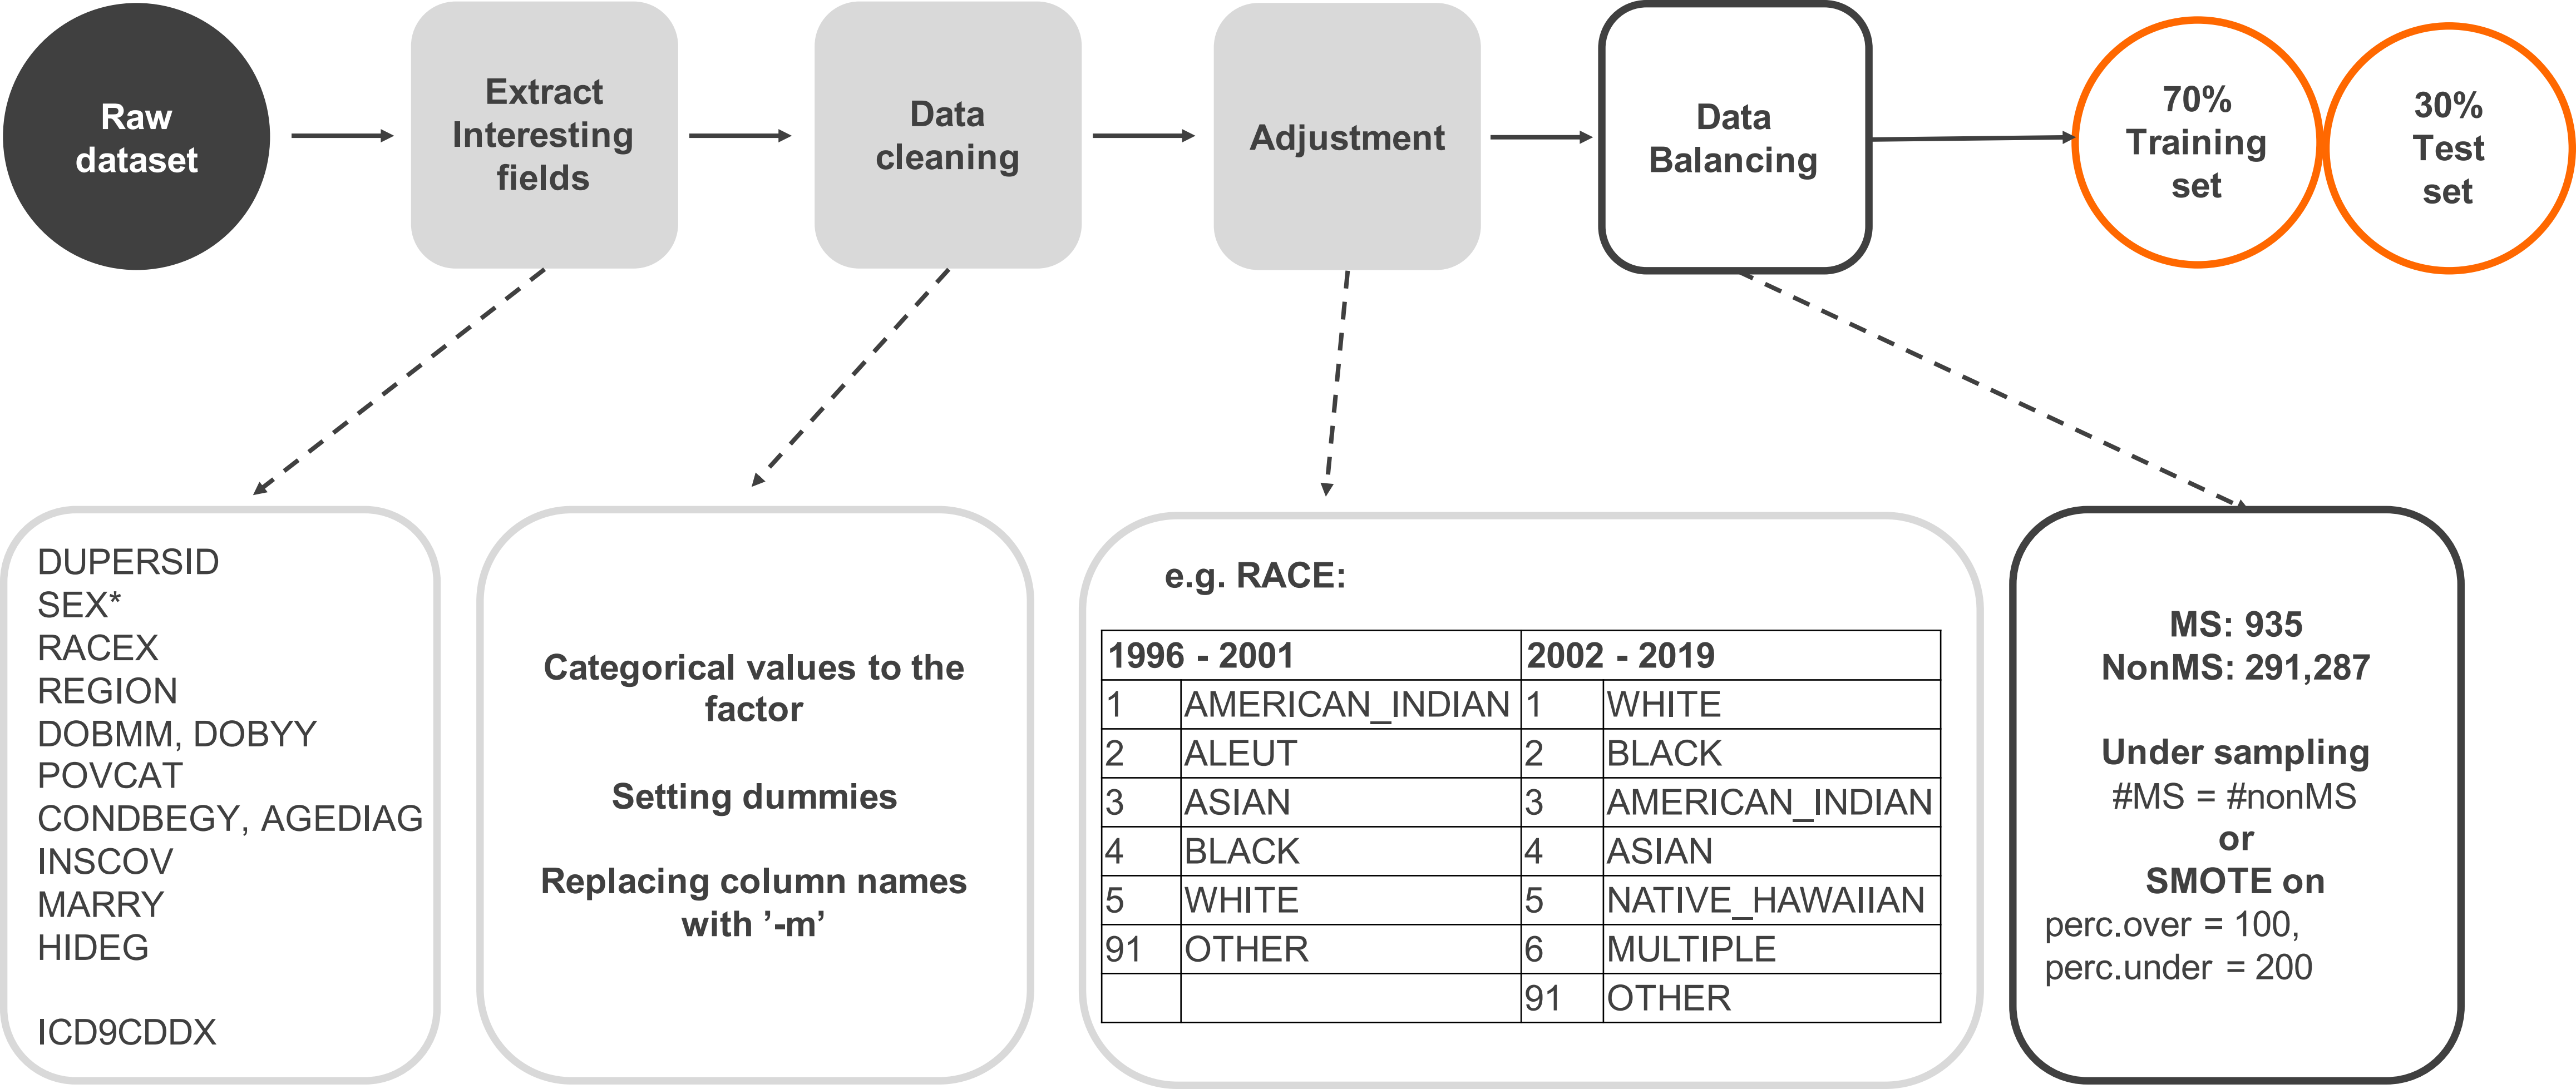 Raw
dataset
Extract
Interesting
fields
Data
cleaning
Adjustment
Data
Balancing
70%
Training
set
30%
Test
set
DUPERSID
SEX*
RACEX
REGION
DOBMM, DOBYY
POVCAT
CONDBEGY, AGEDIAG
INSCOV
MARRY
HIDEG
ICD9CDDX
Categorical values to the
factor
Setting dummies
Replacing column names
with ’-m’
e.g. RACE:
1996 - 2001 2002 - 2019
1 AMERICAN_INDIAN 1 WHITE
2 ALEUT 2 BLACK
3 ASIAN 3 AMERICAN_INDIAN
4 BLACK 4 ASIAN
5 WHITE 5 NATIVE_HAWAIIAN
91 OTHER 6 MULTIPLE
91 OTHER
MS: 935
NonMS: 291,287
Under sampling
#MS = #nonMS
or
SMOTE on
perc.over = 100,
perc.under = 200